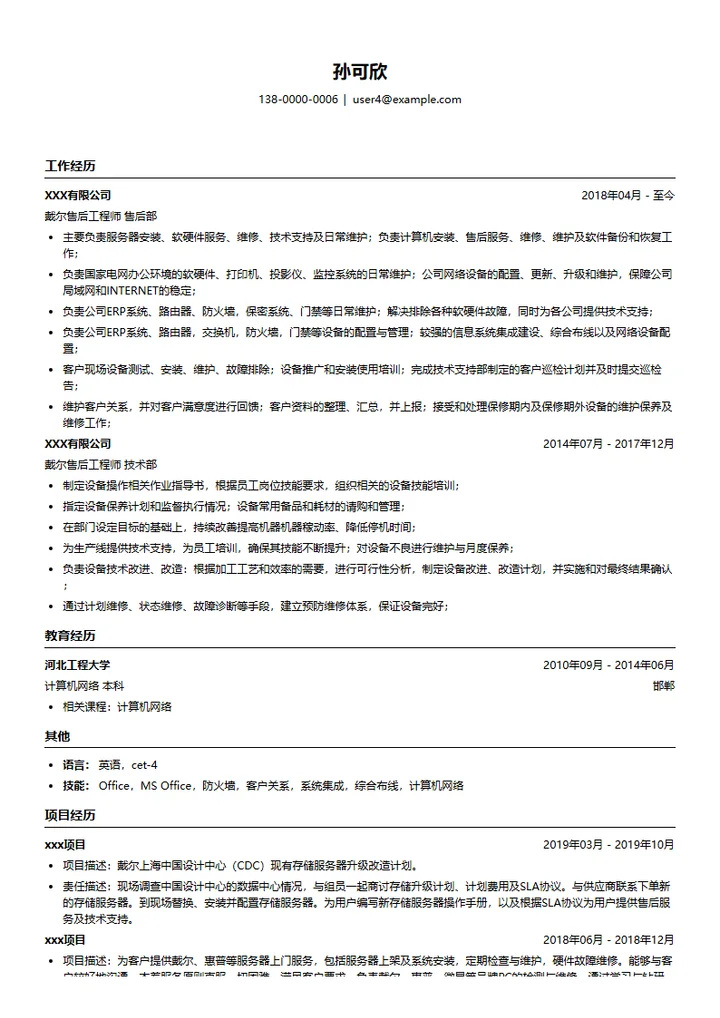 孙可欣
138-0000-0006 | user4@example.com
工作经历
XXX有限公司 2018年04月 - 至今
戴尔售后工程师 售后部
• 主要负责服务器安装、软硬件服务、维修、技术支持及日常维护；负责计算机安装、售后服务、维修、维护及软件备份和恢复工
作；
• 负责国家电网办公环境的软硬件、打印机、投影仪、监控系统的日常维护；公司网络设备的配置、更新、升级和维护，保障公司
局域网和INTERNET的稳定；
• 负责公司ERP系统、路由器、防火墙，保密系统、门禁等日常维护；解决排除各种软硬件故障，同时为各公司提供技术支持；
• 负责公司ERP系统、路由器，交换机，防火墙，门禁等设备的配置与管理；较强的信息系统集成建设、综合布线以及网络设备配
置；
• 客户现场设备测试、安装、维护、故障排除；设备推广和安装使用培训；完成技术支持部制定的客户巡检计划并及时提交巡检
告；
• 维护客户关系，并对客户满意度进行回馈；客户资料的整理、汇总，并上报；接受和处理保修期内及保修期外设备的维护保养及
维修工作；
XXX有限公司 2014年07月 - 2017年12月
戴尔售后工程师 技术部
• 制定设备操作相关作业指导书，根据员工岗位技能要求，组织相关的设备技能培训；
• 指定设备保养计划和监督执行情况；设备常用备品和耗材的请购和管理；
• 在部门设定目标的基础上，持续改善提高机器机器稼动率、降低停机时间；
• 为生产线提供技术支持，为员工培训，确保其技能不断提升；对设备不良进行维护与月度保养；
• 负责设备技术改进、改造：根据加工工艺和效率的需要，进行可行性分析，制定设备改进、改造计划，并实施和对最终结果确认
；
• 通过计划维修、状态维修、故障诊断等手段，建立预防维修体系，保证设备完好；
教育经历
河北工程大学 2010年09月 - 2014年06月
计算机网络 本科 邯郸
• 相关课程：计算机网络
其他
• 语言： 英语，cet-4
• 技能： Office，MS Office，防火墙，客户关系，系统集成，综合布线，计算机网络
项目经历
xxx项目 2019年03月 - 2019年10月
• 项目描述：戴尔上海中国设计中心（CDC）现有存储服务器升级改造计划。
• 责任描述：现场调查中国设计中心的数据中心情况，与组员一起商讨存储升级计划、计划费用及SLA协议。与供应商联系下单新
的存储服务器。到现场替换、安装并配置存储服务器。为用户编写新存储服务器操作手册，以及根据SLA协议为用户提供售后服
务及技术支持。
xxx项目 2018年06月 - 2018年12月
• 项目描述：为客户提供戴尔、惠普等服务器上门服务，包括服务器上架及系统安装，定期检查与维护，硬件故障维修。能够与客